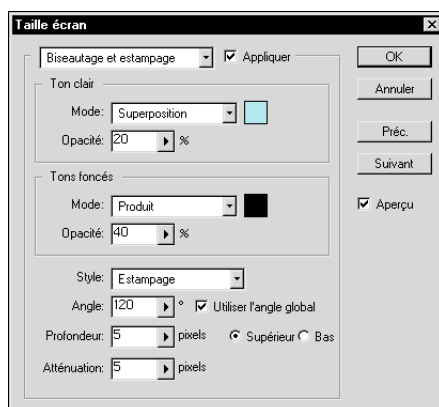 Taille écran
Biseautage et estampage Appliquer
OK
Annuler
Préc.
Suivant
Aperçu
Ton clair
Mode: Superposition
Opacité: 20 %
Tons foncés
Mode: Produit
Opacité: 40 %
Style: Estampage
Angle: 120 ° Utiliser l'angle global
Profondeur: 5 pixels Supérieur Bas
Atténuation: 5 pixels